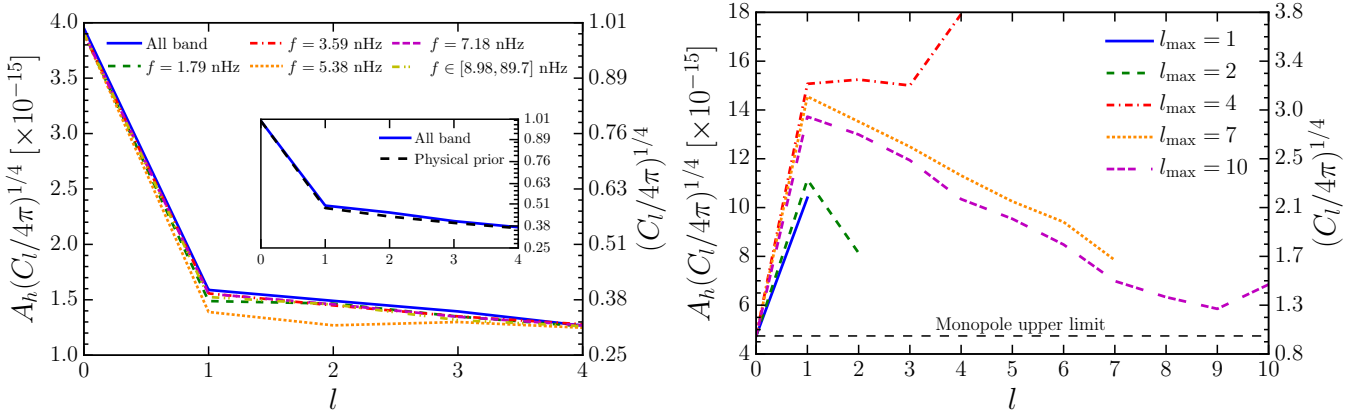 4.0
3.5
3.0
2.5
2.0
1.5
1.0
A_h(C_l/4π)^{1/4} [×10^{−15}]
All band
f = 1.79 nHz
f = 3.59 nHz
f = 5.38 nHz
f = 7.18 nHz
f ∈ [8.98, 89.7] nHz
All band
Physical prior
1.01
0.89
0.76
0.63
0.51
0.38
0.25
0 1 2 3 4
1.01
0.89
0.76
0.63
0.51
0.38
0.25
(C_l/4π)^{1/4}
0 1 2 3 4
l
18
16
14
12
10
8
6
4
A_h(C_l/4π)^{1/4} [×10^{−15}]
l_max = 1
l_max = 2
l_max = 4
l_max = 7
l_max = 10
Monopole upper limit
3.8
3.4
3.0
2.5
2.1
1.7
1.3
0.8
(C_l/4π)^{1/4}
0 1 2 3 4 5 6 7 8 9 10
l